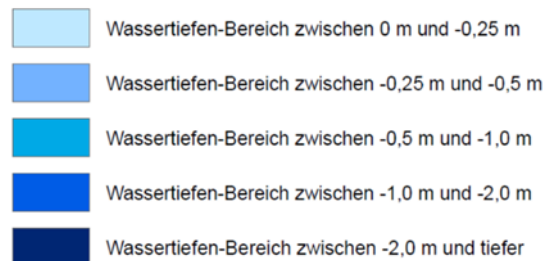 Wassertiefen-Bereich zwischen 0 m und -0,25 m
Wassertiefen-Bereich zwischen -0,25 m und -0,5 m
Wassertiefen-Bereich zwischen -0,5 m und -1,0 m
Wassertiefen-Bereich zwischen -1,0 m und -2,0 m
Wassertiefen-Bereich zwischen -2,0 m und tiefer